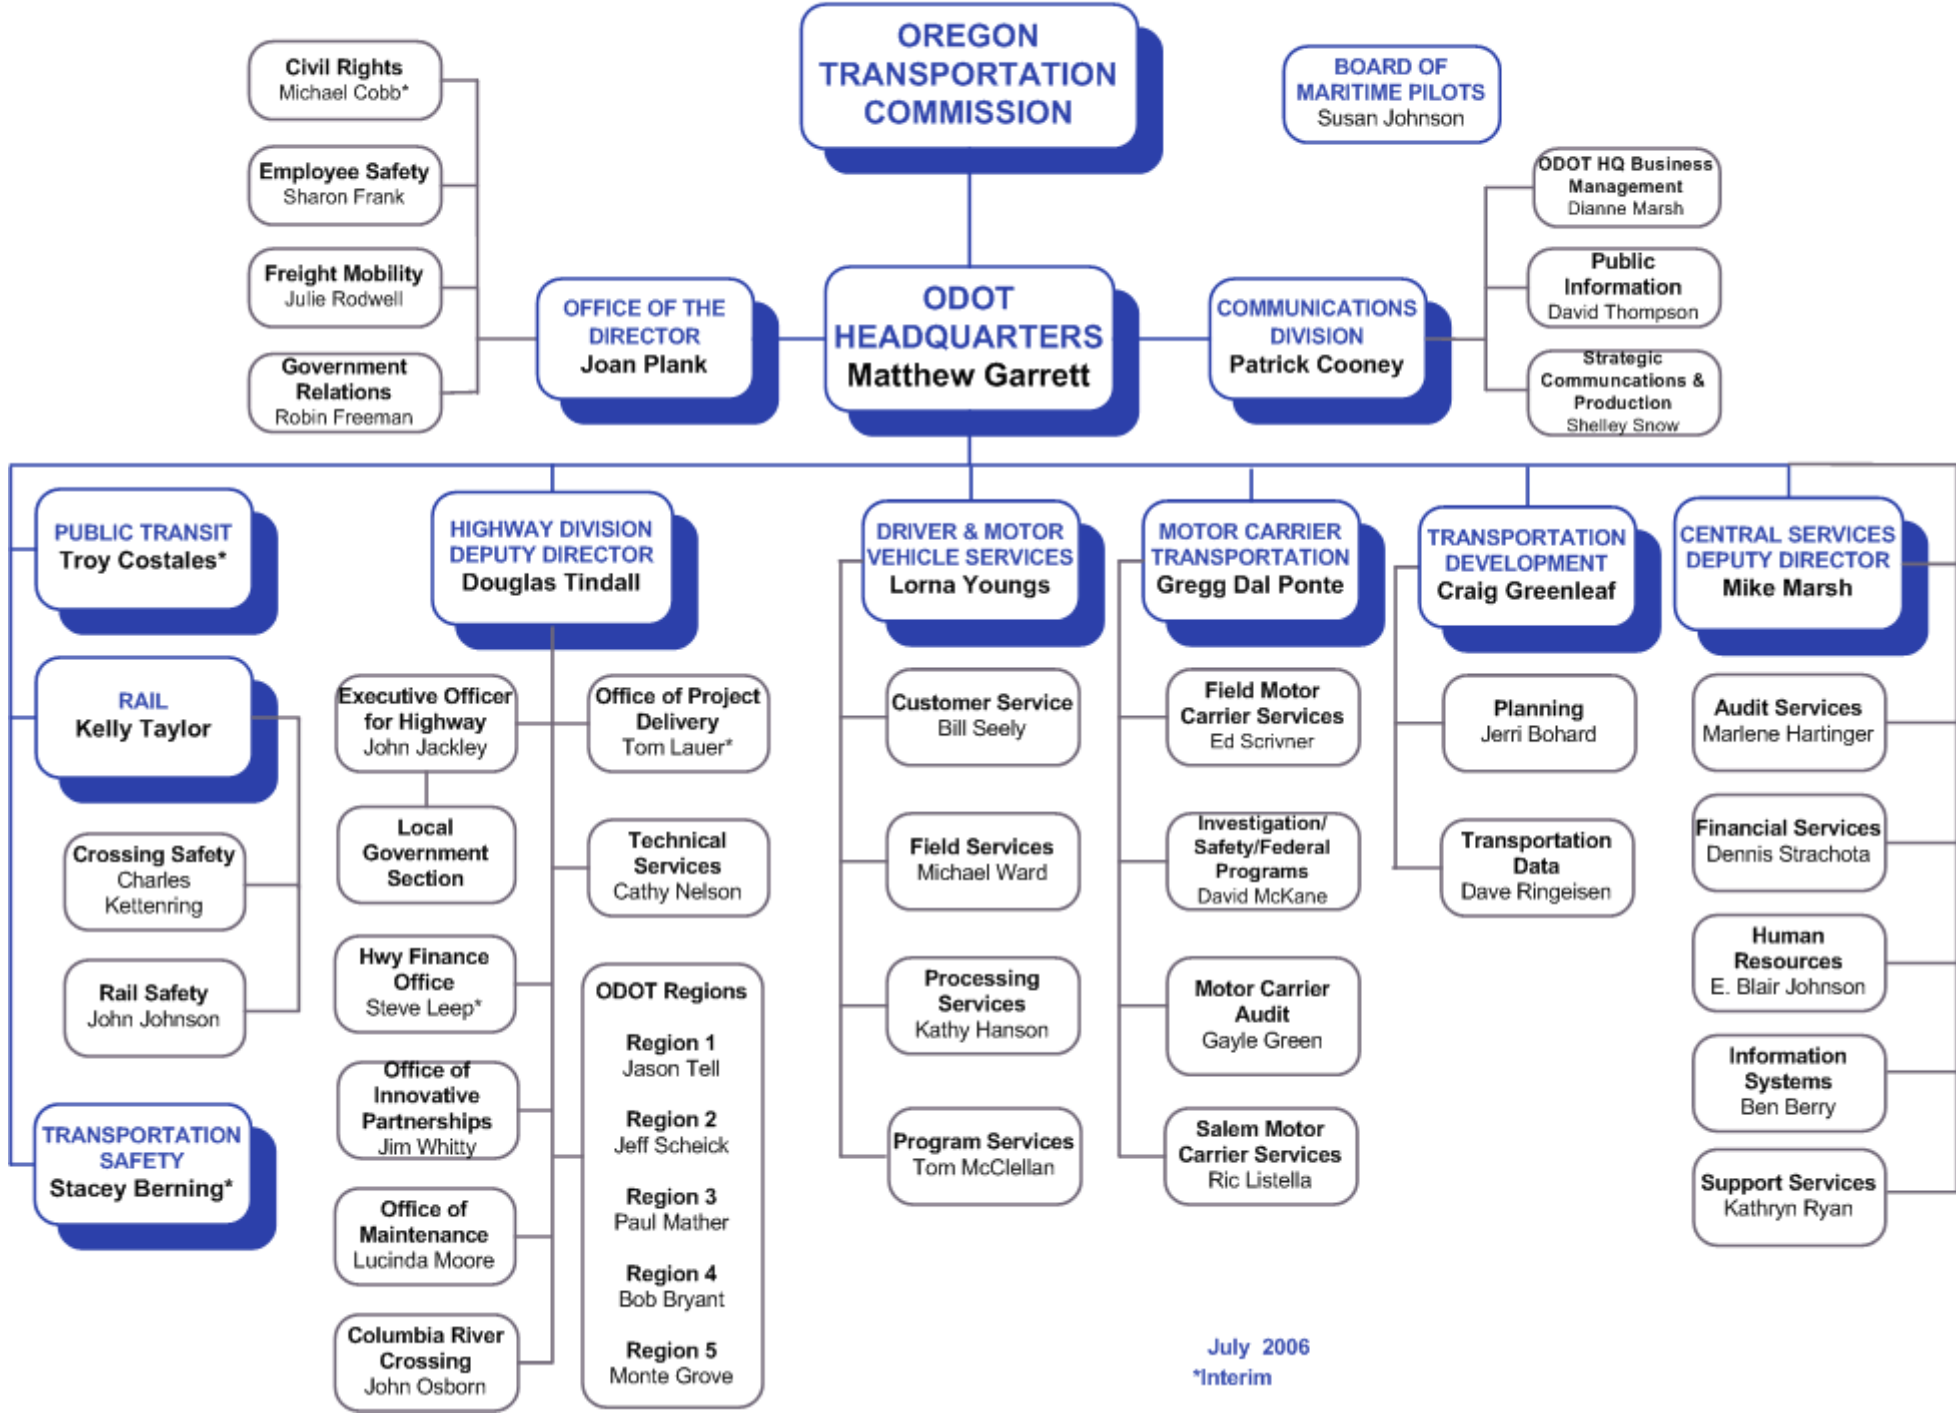 OREGON
TRANSPORTATION
COMMISSION
BOARD OF
MARITIME PILOTS
Susan Johnson
Civil Rights
Michael Cobb*
Employee Safety
Sharon Frank
Freight Mobility
Julie Rodwell
Government
Relations
Robin Freeman
OFFICE OF THE
DIRECTOR
Joan Plank
ODOT
HEADQUARTERS
Matthew Garrett
COMMUNICATIONS
DIVISION
Patrick Cooney
ODOT HQ Business
Management
Dianne Marsh
Public
Information
David Thompson
Strategic
Communcations &
Production
Shelley Snow
PUBLIC TRANSIT
Troy Costales*
RAIL
Kelly Taylor
Crossing Safety
Charles
Kettenring
Rail Safety
John Johnson
TRANSPORTATION
SAFETY
Stacey Berning*
HIGHWAY DIVISION
DEPUTY DIRECTOR
Douglas Tindall
Executive Officer
for Highway
John Jackley
Local
Government
Section
Hwy Finance
Office
Steve Leep*
Office of
Innovative
Partnerships
Jim Whitty
Office of
Maintenance
Lucinda Moore
Columbia River
Crossing
John Osborn
Office of Project
Delivery
Tom Lauer*
Technical
Services
Cathy Nelson
ODOT Regions
Region 1
Jason Tell
Region 2
Jeff Scheick
Region 3
Paul Mather
Region 4
Bob Bryant
Region 5
Monte Grove
DRIVER & MOTOR
VEHICLE SERVICES
Lorna Youngs
Customer Service
Bill Seely
Field Services
Michael Ward
Processing
Services
Kathy Hanson
Program Services
Tom McClellan
MOTOR CARRIER
TRANSPORTATION
Gregg Dal Ponte
Field Motor
Carrier Services
Ed Scrivner
Investigation/
Safety/Federal
Programs
David McKane
Motor Carrier
Audit
Gayle Green
Salem Motor
Carrier Services
Ric Listella
TRANSPORTATION
DEVELOPMENT
Craig Greenleaf
Planning
Jerri Bohard
Transportation
Data
Dave Ringeisen
CENTRAL SERVICES
DEPUTY DIRECTOR
Mike Marsh
Audit Services
Marlene Hartinger
Financial Services
Dennis Strachota
Human
Resources
E. Blair Johnson
Information
Systems
Ben Berry
Support Services
Kathryn Ryan
July 2006
*Interim